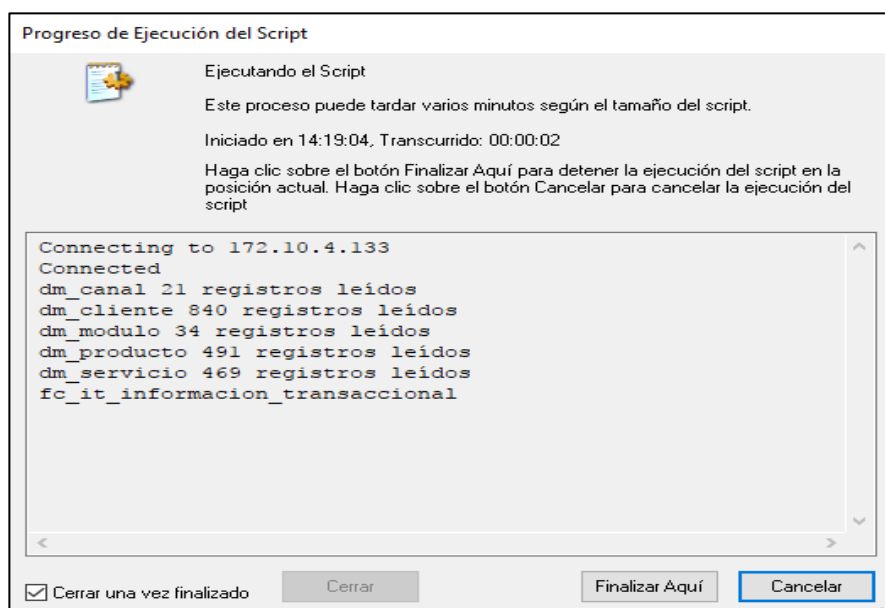 Progreso de Ejecución del Script
Ejecutando el Script
Este proceso puede tardar varios minutos según el tamaño del script.
Iniciado en 14:19:04, Transcurrido: 00:00:02
Haga clic sobre el botón Finalizar Aquí para detener la ejecución del script en la
posición actual. Haga clic sobre el botón Cancelar para cancelar la ejecución del
script
Connecting to 172.10.4.133
Connected
dm_canal 21 registros leídos
dm_cliente 840 registros leídos
dm_modulo 34 registros leídos
dm_producto 491 registros leídos
dm_servicio 469 registros leídos
fc_it_informacion_transaccional
Cerrar una vez finalizado
Cerrar
Finalizar Aquí
Cancelar